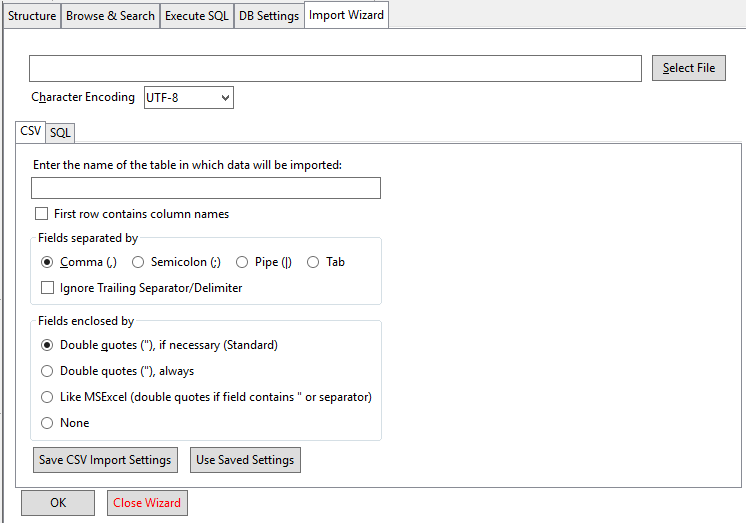 Structure Browse & Search Execute SQL DB Settings Import Wizard
Select File
Character Encoding UTF-8
CSV SQL
Enter the name of the table in which data will be imported:
First row contains column names
Fields separated by
Comma (,) Semicolon (;) Pipe (|) Tab
Ignore Trailing Separator/Delimiter
Fields enclosed by
Double quotes ("), if necessary (Standard)
Double quotes ("), always
Like MSExcel (double quotes if field contains " or separator)
None
Save CSV Import Settings Use Saved Settings
OK Close Wizard